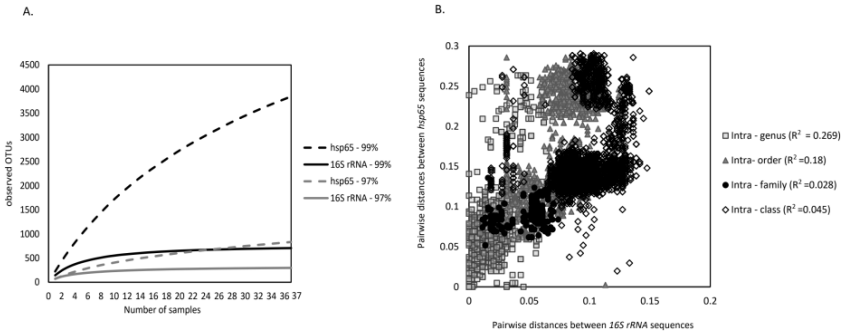 A.
4500
4000
3500
3000
2500
2000
1500
1000
500
0
observed OTUs
0 2 4 6 8 10 12 14 16 18 20 22 24 26 28 30 32 34 36 37
Number of samples
hsp65 - 99%
16S rRNA - 99%
hsp65 - 97%
16S rRNA - 97%
B.
0.3
0.25
0.2
0.15
0.1
0.05
0
Pairwise distances between hsp65 sequences
0 0.05 0.1 0.15 0.2
Pairwise distances between 16S rRNA sequences
Intra - genus (R² = 0.269)
Intra- order (R² =0.18)
Intra - family (R² =0.028)
Intra - class (R² =0.045)